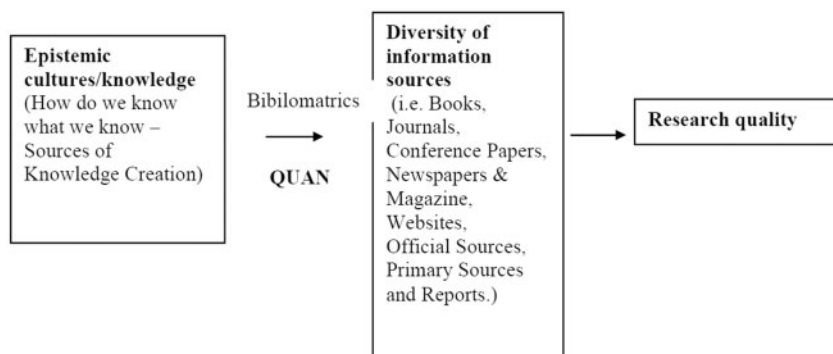 Epistemic
cultures/knowledge
(How do we know
what we know –
Sources of
Knowledge Creation)
Bibilomatrics
QUAN
Diversity of
information
sources
(i.e. Books,
Journals,
Conference Papers,
Newspapers &
Magazine,
Websites,
Official Sources,
Primary Sources
and Reports.)
Research quality